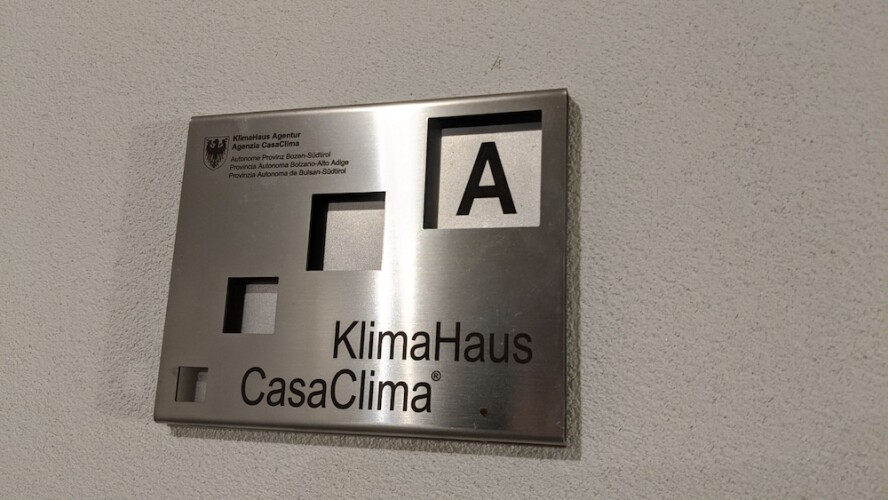 KlimaHaus Agentur
Agenzia CasaClima
Autonome Provinz Bozen-Südtirol
Provincia Autonoma Bolzano-Alto Adige
Provinzia Autonoma de Bulsan-Südtirol
A
KlimaHaus
CasaClima®